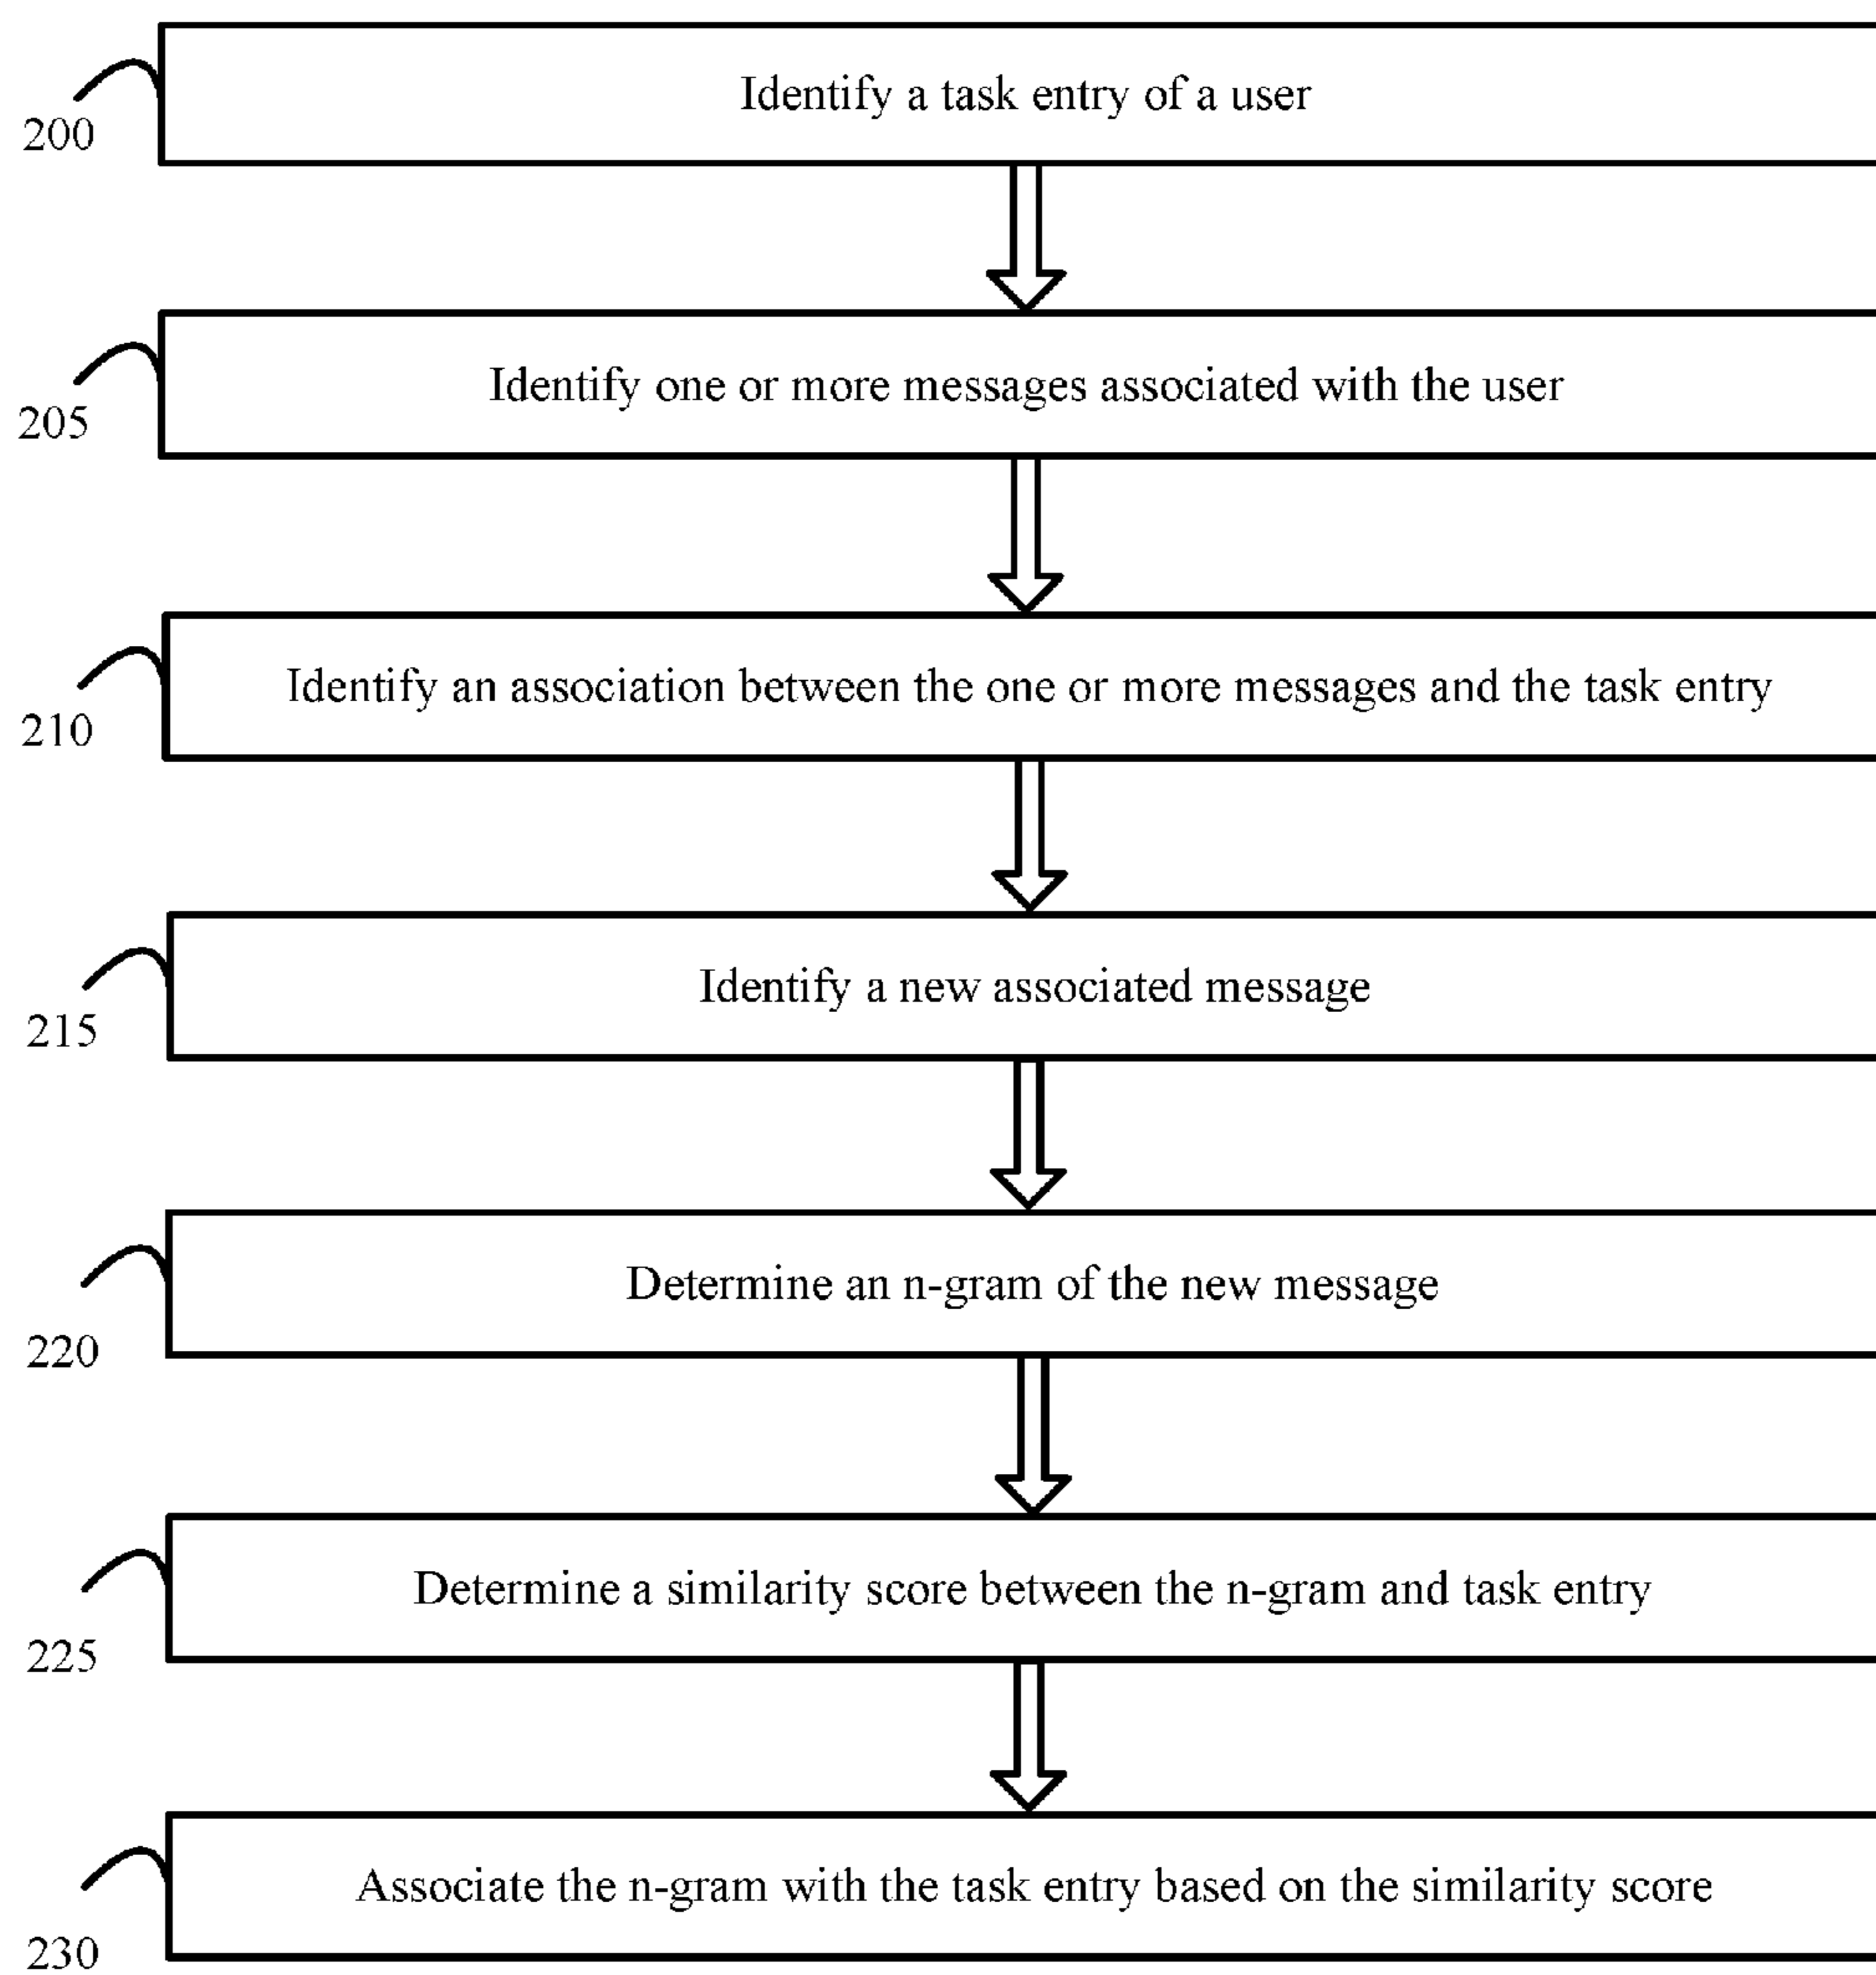 Identify a task entry of a user
200
Identify one or more messages associated with the user
205
Identify an association between the one or more messages and the task entry
210
Identify a new associated message
215
Determine an n-gram of the new message
220
Determine a similarity score between the n-gram and task entry
225
Associate the n-gram with the task entry based on the similarity score
230